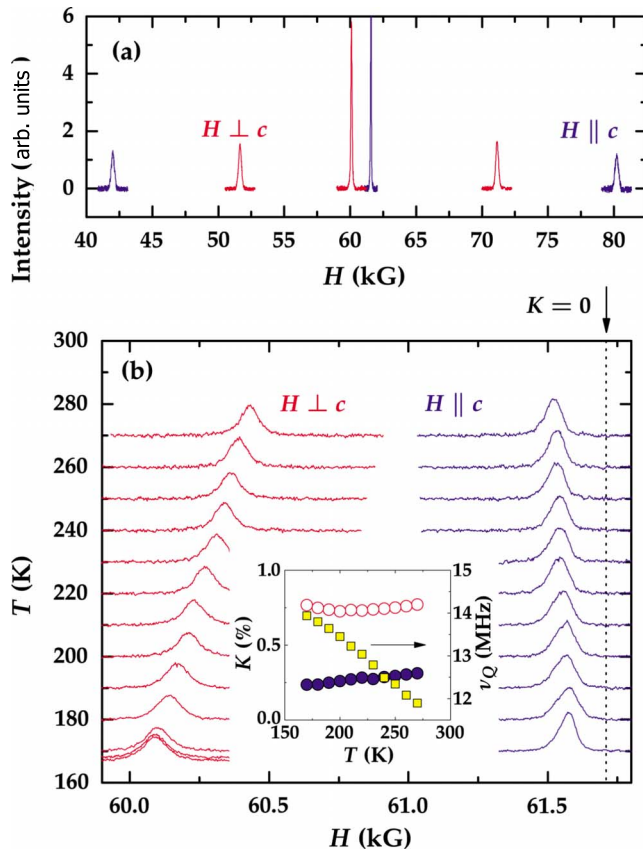 Intensity (arb. units)
6
4
2
0
(a)
H ⊥ c
H ∥ c
40 45 50 55 60 65 70 75 80
H (kG)
K = 0
T (K)
300
280
260
240
220
200
180
160
(b)
H ⊥ c
H ∥ c
K (%)
1.0
0.5
0.0
15
14
13
12
ν_Q (MHz)
150 200 250 300
T (K)
60.0 60.5 61.0 61.5
H (kG)